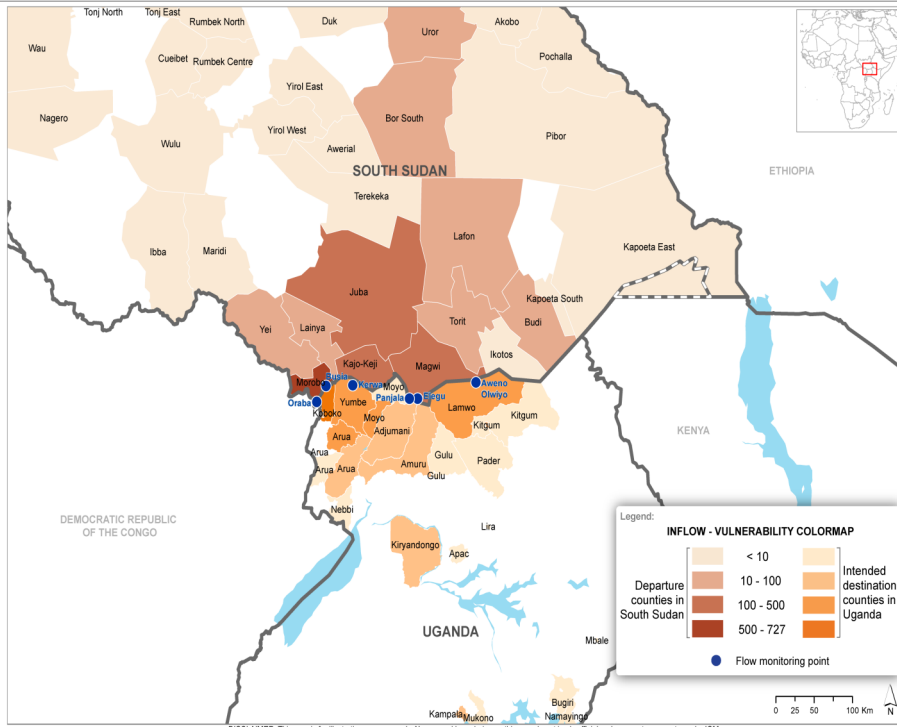 Tonj North
Tonj East
Rumbek North
Duk
Akobo
Uror
Wau
Cueibet
Rumbek Centre
Pochalla
Yirol East
Nagero
Bor South
Yirol West
Pibor
Wulu
Awerial
SOUTH SUDAN
ETHIOPIA
Terekeka
Lafon
Ibba
Maridi
Kapoeta East
Juba
Kapoeta South
Yei
Lainya
Torit
Budi
Ikotos
Kajo-Keji
Magwi
Morobo
Busia
Kerwa
Moyo
Aweno
Olwiyo
Oraba
Panjala
Elegu
Koboko
Yumbe
Lamwo
Moyo
Kitgum
Kitgum
Arua
Adjumani
Arua
Gulu
Arua
Arua
Amuru
Pader
Gulu
KENYA
Nebbi
DEMOCRATIC REPUBLIC
OF THE CONGO
Lira
Kiryandongo
Apac
UGANDA
Mbale
Bugiri
Kampala
Mukono
Namayingo
Legend:
INFLOW - VULNERABILITY COLORMAP
Departure
counties in
South Sudan
< 10
10 - 100
100 - 500
500 - 727
Intended
destination
counties in
Uganda
Flow monitoring point
0 25 50 100 Km
N